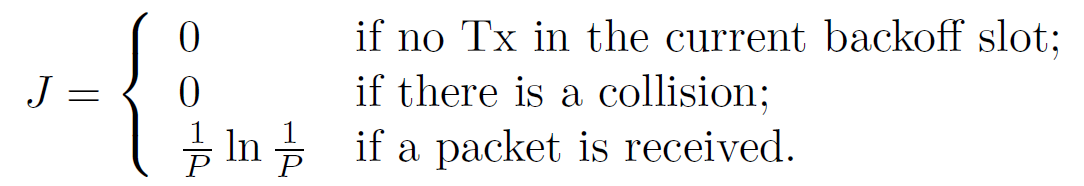 0 if no Tx in the current backoff slot;
J = { 0 if there is a collision;
1/P ln 1/P if a packet is received.